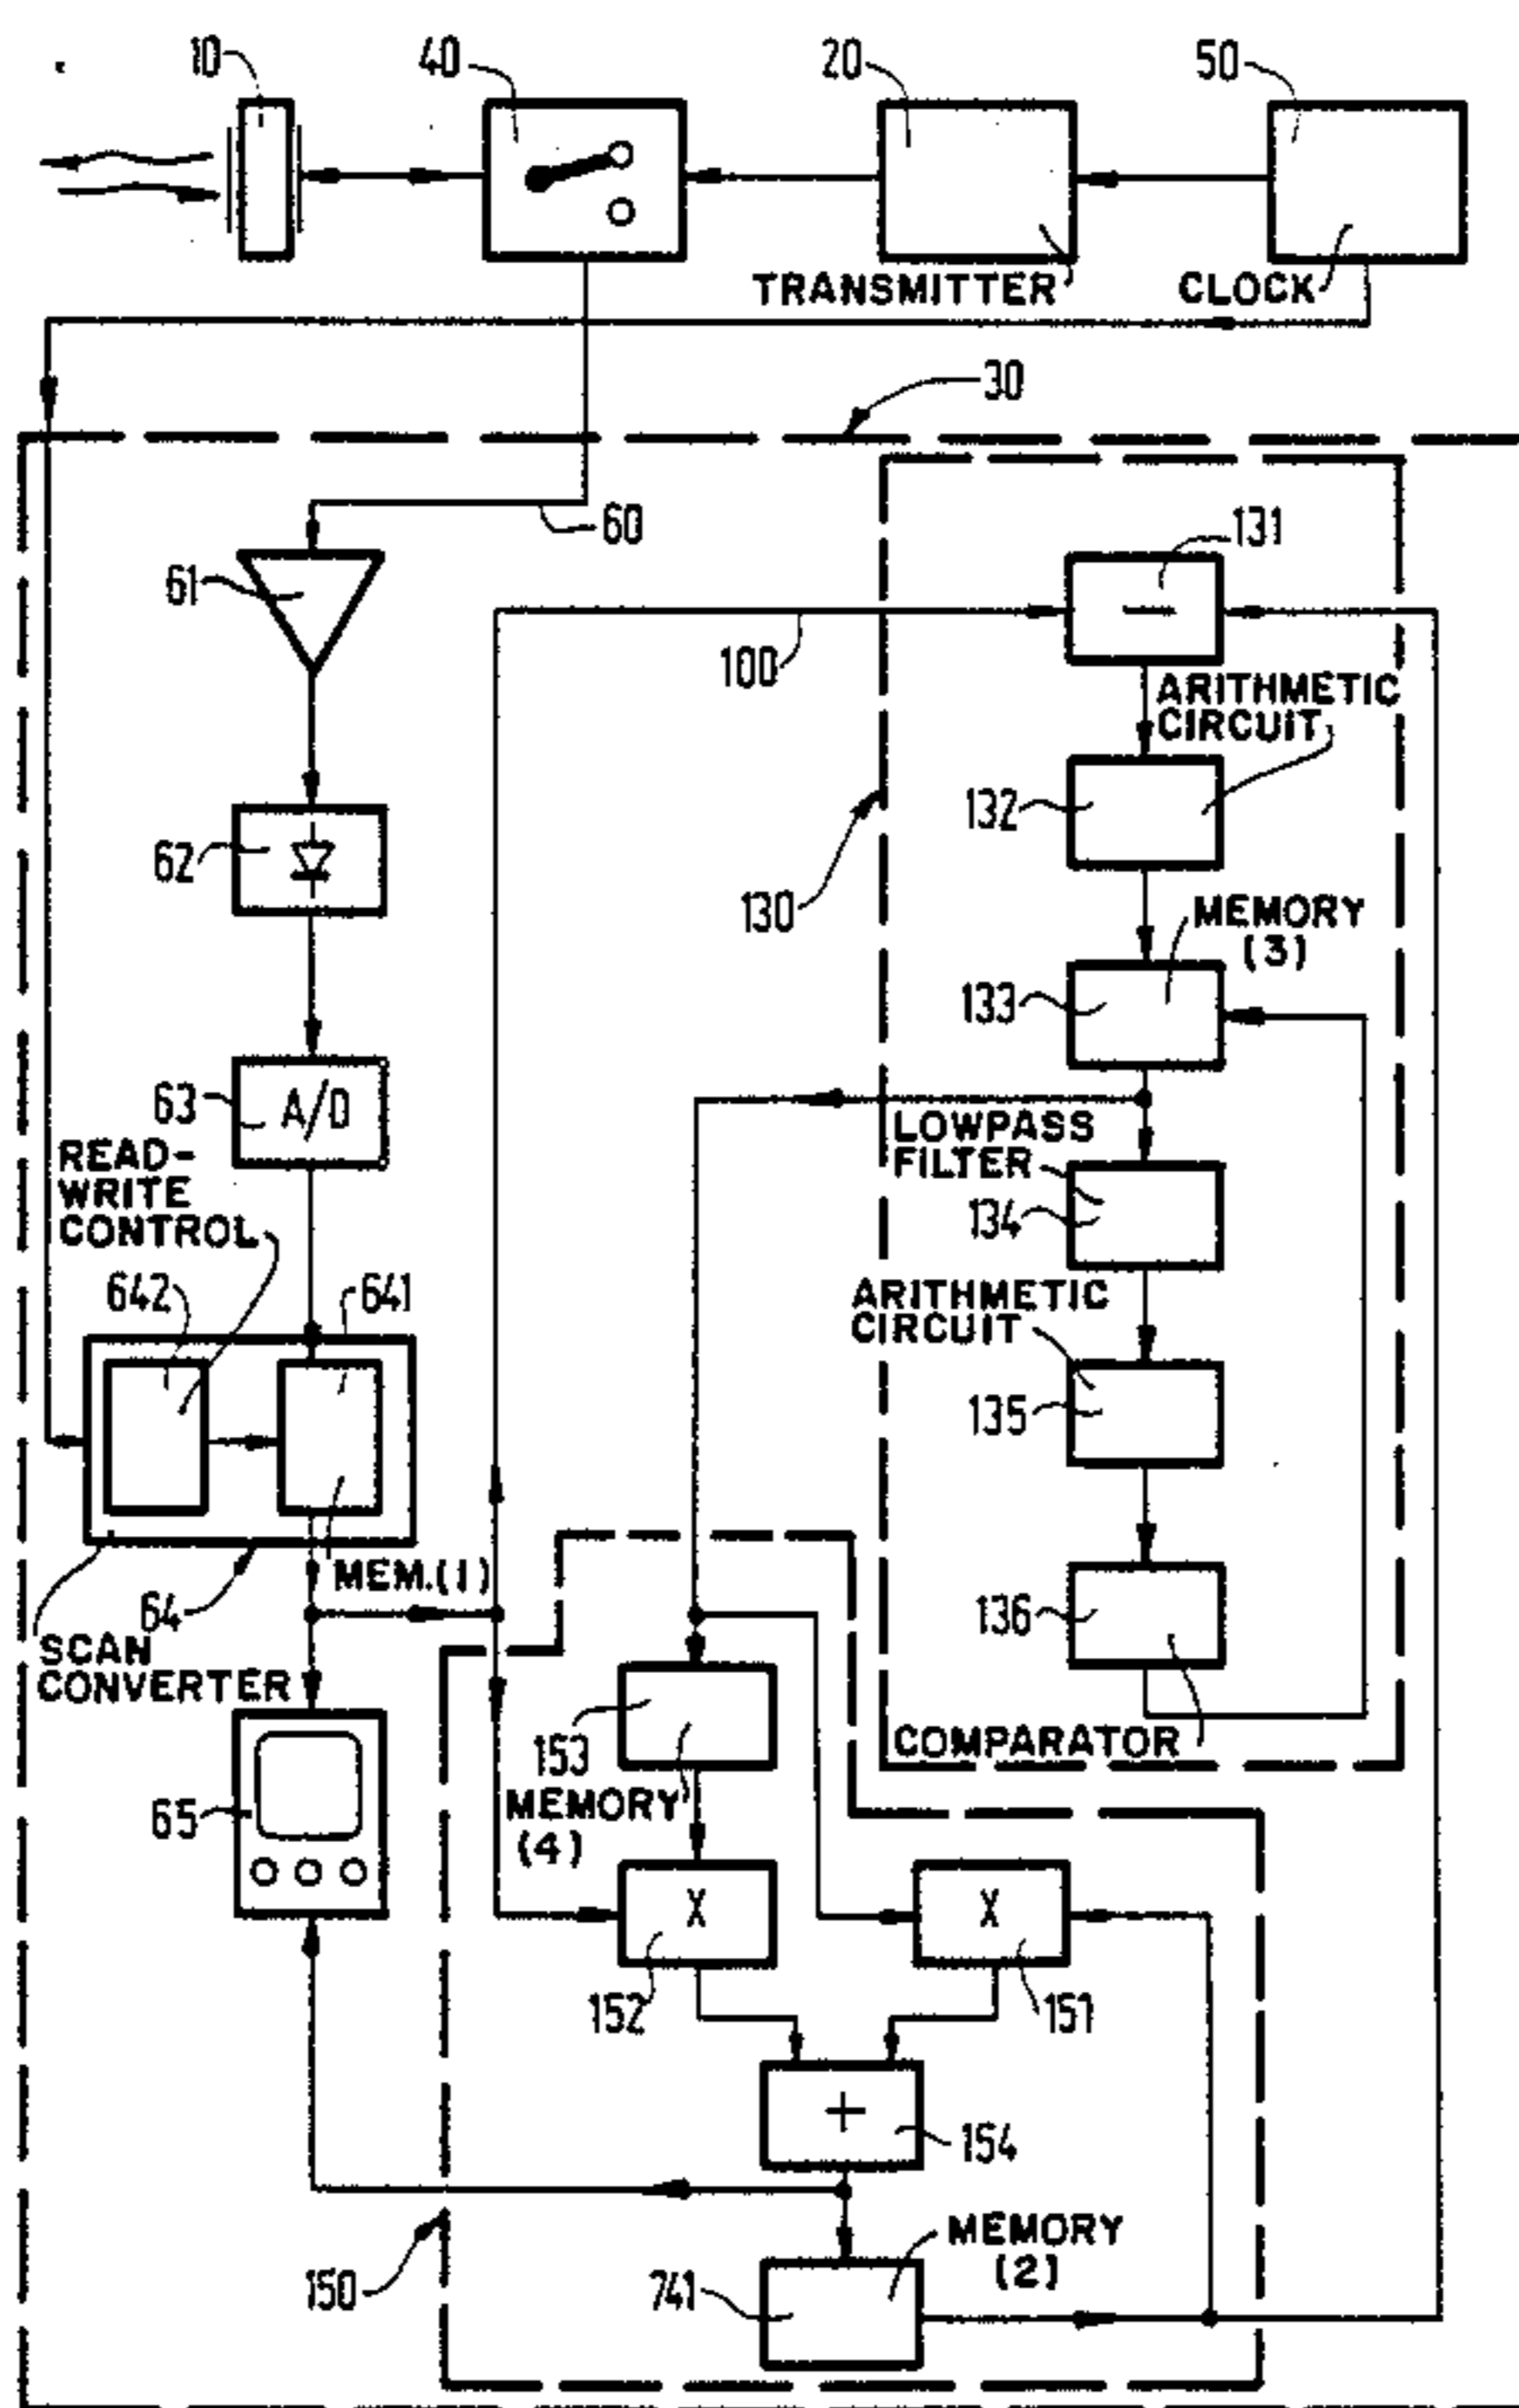 10
40
20
50
TRANSMITTER
CLOCK
30
60
131
61
100
ARITHMETIC
CIRCUIT
132
62
130
MEMORY
(3)
133
63
A/D
LOWPASS
FILTER
READ-
WRITE
CONTROL
134
642
641
ARITHMETIC
CIRCUIT
135
MEM.(1)
64
136
SCAN
CONVERTER
153
COMPARATOR
MEMORY
(4)
65
X
X
152
151
+
154
MEMORY
(2)
150
741